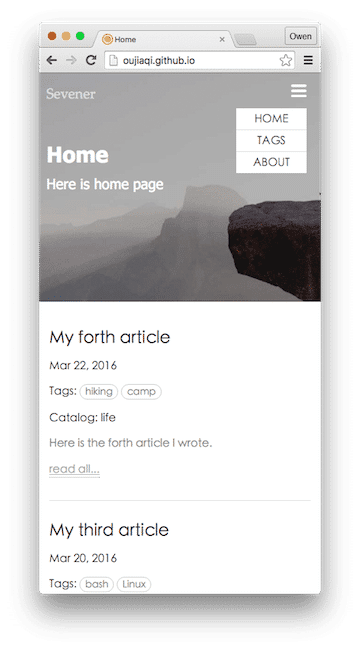 Home
Owen
oujiaqi.github.io
Sevener
HOME
TAGS
ABOUT
Home
Here is home page
My forth article
Mar 22, 2016
Tags: hiking camp
Catalog: life
Here is the forth article I wrote.
read all...
My third article
Mar 20, 2016
Tags: bash Linux